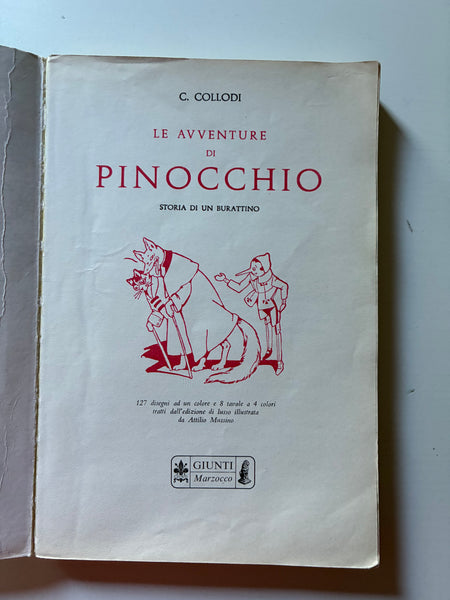 C. COLLODI
LE AVVENTURE
DI
PINOCCHIO
STORIA DI UN BURATTINO
127 disegni ad un colore e 8 tavole a 4 colori
tratti dall'edizione di lusso illustrata
da Attilio Mussino
GIUNTI
Marzocco